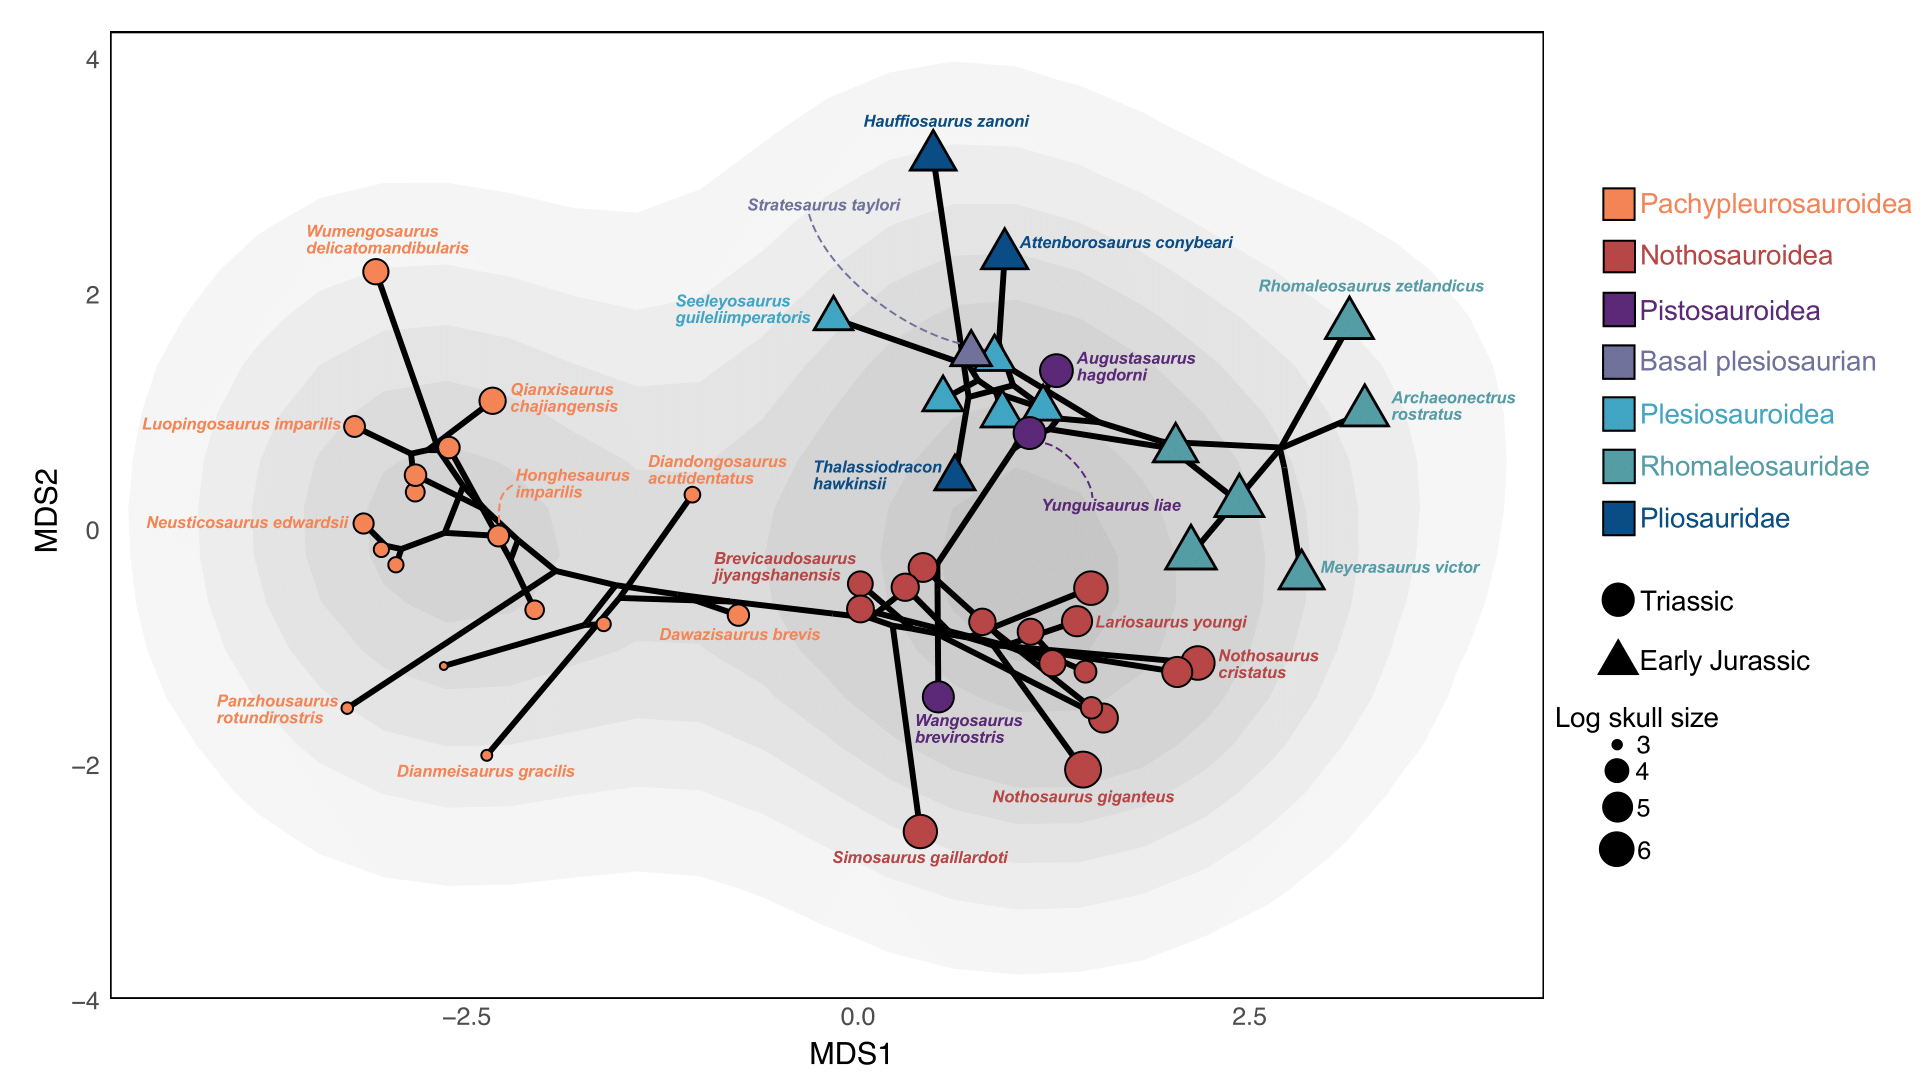 4
2
0
−2
−4
MDS2
−2.5
0.0
2.5
MDS1
Hauffiosaurus zanoni
Stratesaurus taylori
Wumengosaurus
delicatomandibularis
Attenborosaurus conybeari
Seeleyosaurus
guileliimperatoris
Rhomaleosaurus zetlandicus
Augustasaurus
hagdorni
Qianxisaurus
chajiangensis
Archaeonectrus
rostratus
Luopingosaurus imparilis
Honghesaurus
imparilis
Diandongosaurus
acutidentatus
Thalassiodracon
hawkinsii
Yunguisaurus liae
Neusticosaurus edwardsii
Brevicaudosaurus
jiyangshanensis
Meyerasaurus victor
Dawazisaurus brevis
Lariosaurus youngi
Nothosaurus
cristatus
Panzhousaurus
rotundirostris
Wangosaurus
brevirostris
Dianmeisaurus gracilis
Nothosaurus giganteus
Simosaurus gaillardoti
Pachypleurosauroidea
Nothosauroidea
Pistosauroidea
Basal plesiosaurian
Plesiosauroidea
Rhomaleosauridae
Pliosauridae
Triassic
Early Jurassic
Log skull size
3
4
5
6